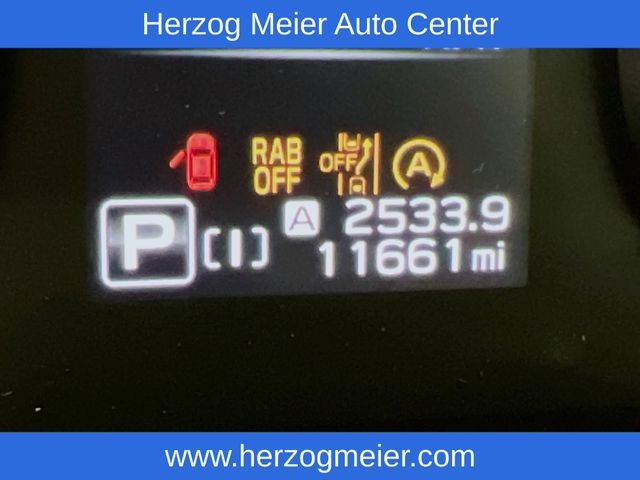 Herzog Meier Auto Center
RAB
OFF
OFF
A
A 2533.9
P [I] 11661mi
www.herzogmeier.com